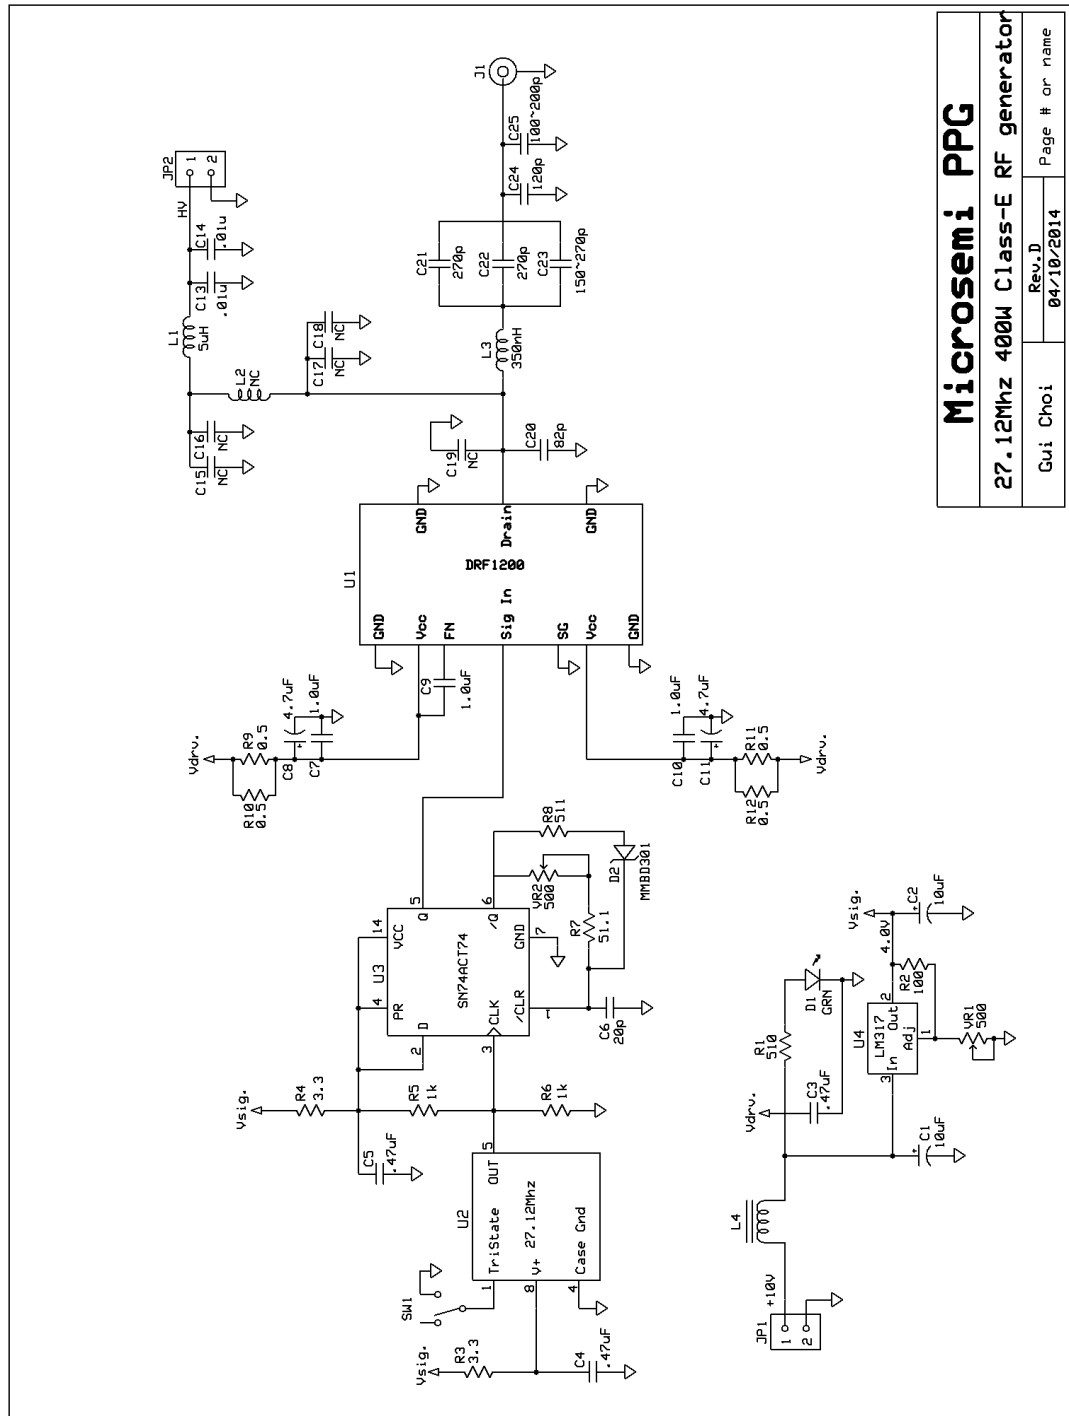 JP2
1
2
HV
C14
.01u
C13
.01u
L1
5uH
L2
NC
C16
NC
C15
NC
C18
NC
C17
NC
J1
C25
100~200p
C24
120p
C21
270p
C22
270p
C23
150~270p
L3
350nH
C19
NC
C20
82p
U1
DRF1200
GND
Drain
GND
GND
Vcc
FN
Sig In
SG
Vcc
GND
C9
1.0uF
Vdrv.
R9
0.5
R10
0.5
4.7uF
C8
1.0uF
C7
1.0uF
C10
4.7uF
C11
R11
0.5
R12
0.5
Vdrv.
U3
SN74ACT74
14
VCC
4
PR
2
D
3
CLK
5
Q
6
/Q
GND
7
/CLR
1
R8
511
VR2
500
R7
51.1
D2
MMBD301
C6
20p
Vsig.
R4
3.3
R5
1k
R6
1k
C5
.47uF
U2
27.12Mhz
TriState
1
OUT
5
V+
8
Case Gnd
4
SW1
Vsig.
R3
3.3
C4
.47uF
JP1
1
2
+10V
L4
Vdrv.
R1
510
D1
GRN
C3
.47uF
C1
10uF
U4
LM317
In
3
Out
2
Adj
1
R2
100
VR1
500
4.0V
Vsig.
C2
10uF
Microsemi PPG
27.12Mhz 400W Class-E RF generator
Gui Choi
Rev.D
04/10/2014
Page # or name